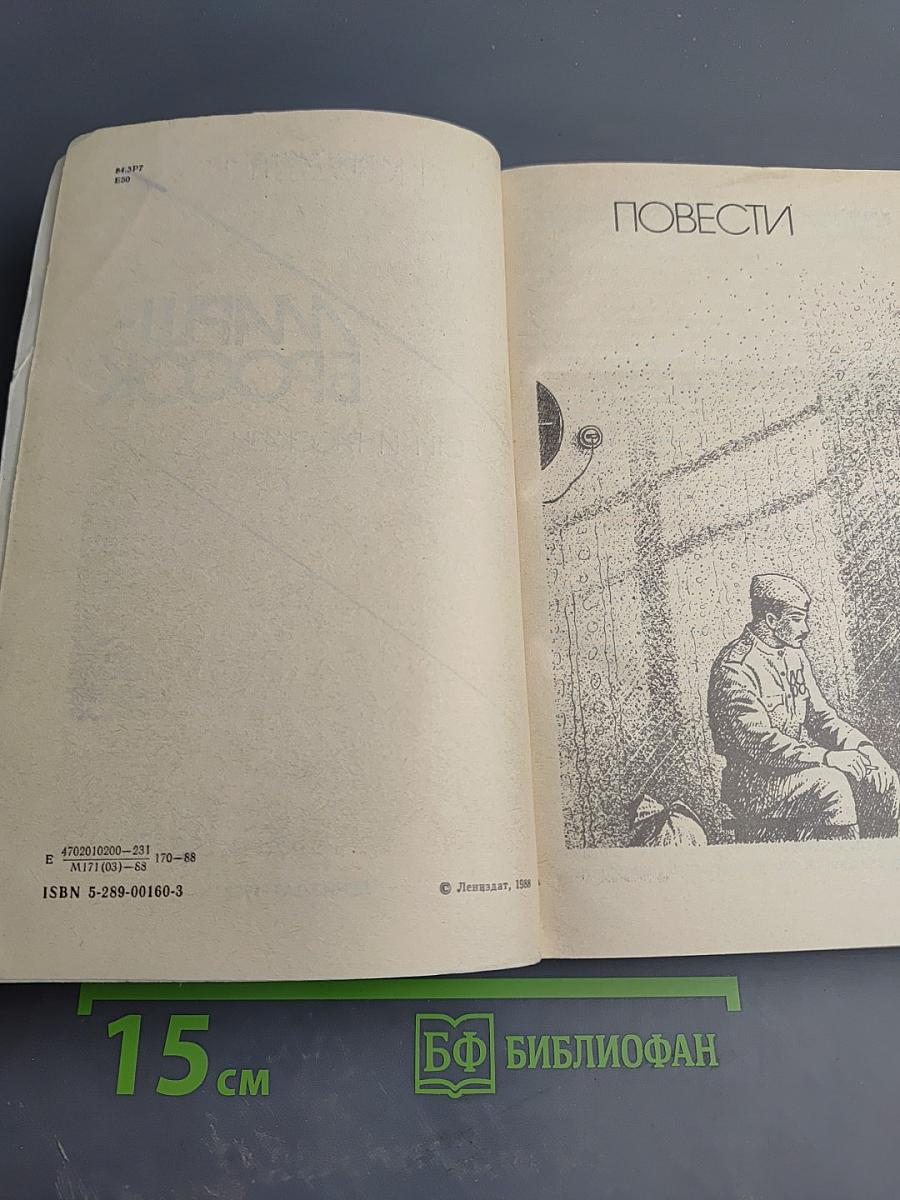 84.3Р7
Е60
Е 4702010200—231
М171(03)—88
170—88
ISBN 5-289-00160-3
© Лениздат, 1988
ПОВЕСТИ
15 см
БФ БИБЛИОФАН